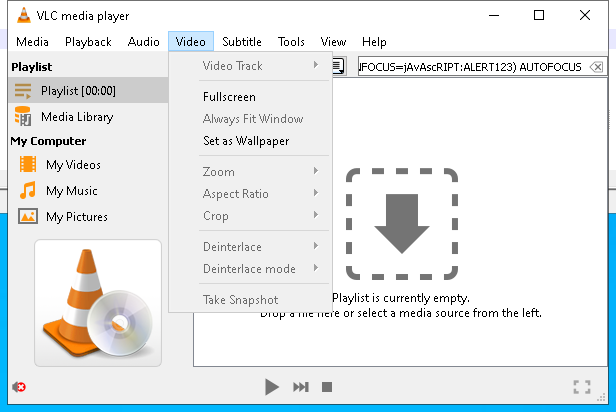 VLC media player
Media Playback Audio Video Subtitle Tools View Help
Playlist
Playlist [00:00]
Media Library
My Computer
My Videos
My Music
My Pictures
Video Track
Fullscreen
Always Fit Window
Set as Wallpaper
Zoom
Aspect Ratio
Crop
Deinterlace
Deinterlace mode
Take Snapshot
FOCUS=jAvAscRIPT:ALERT123) AUTOFOCUS
Playlist is currently empty.
Drop a file here or select a media source from the left.